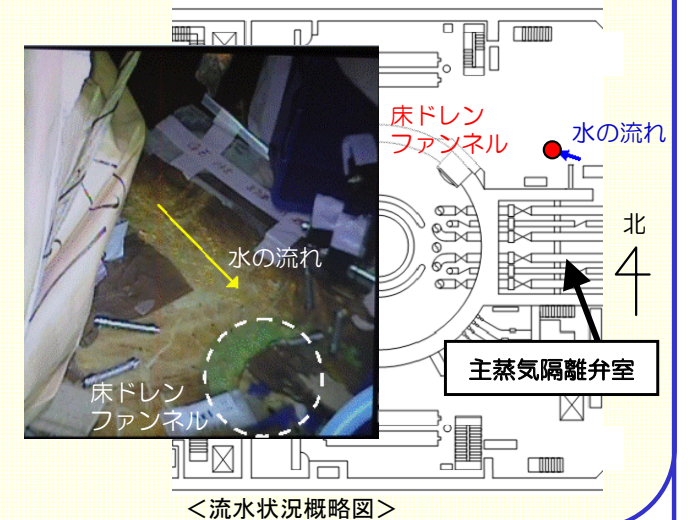 床ドレン
ファンネル
水の流れ
水の流れ
北
主蒸気隔離弁室
床ドレン
ファンネル
<流水状況概略図>